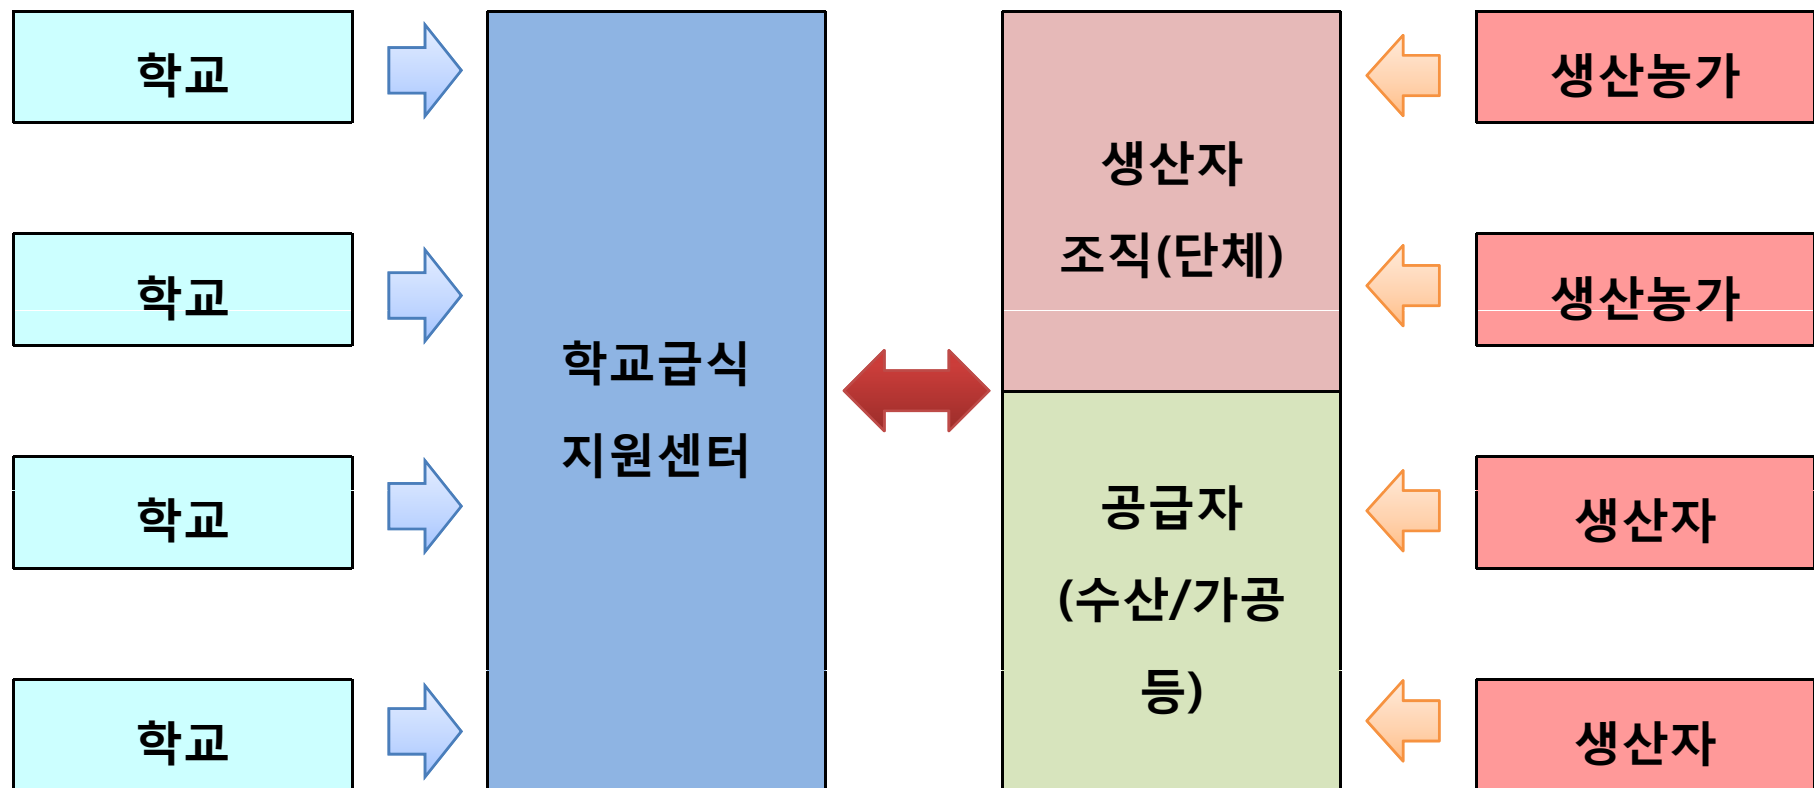 학교
학교
학교
학교
학교급식
지원센터
생산자
조직(단체)
공급자
(수산/가공
등)
생산농가
생산농가
생산자
생산자